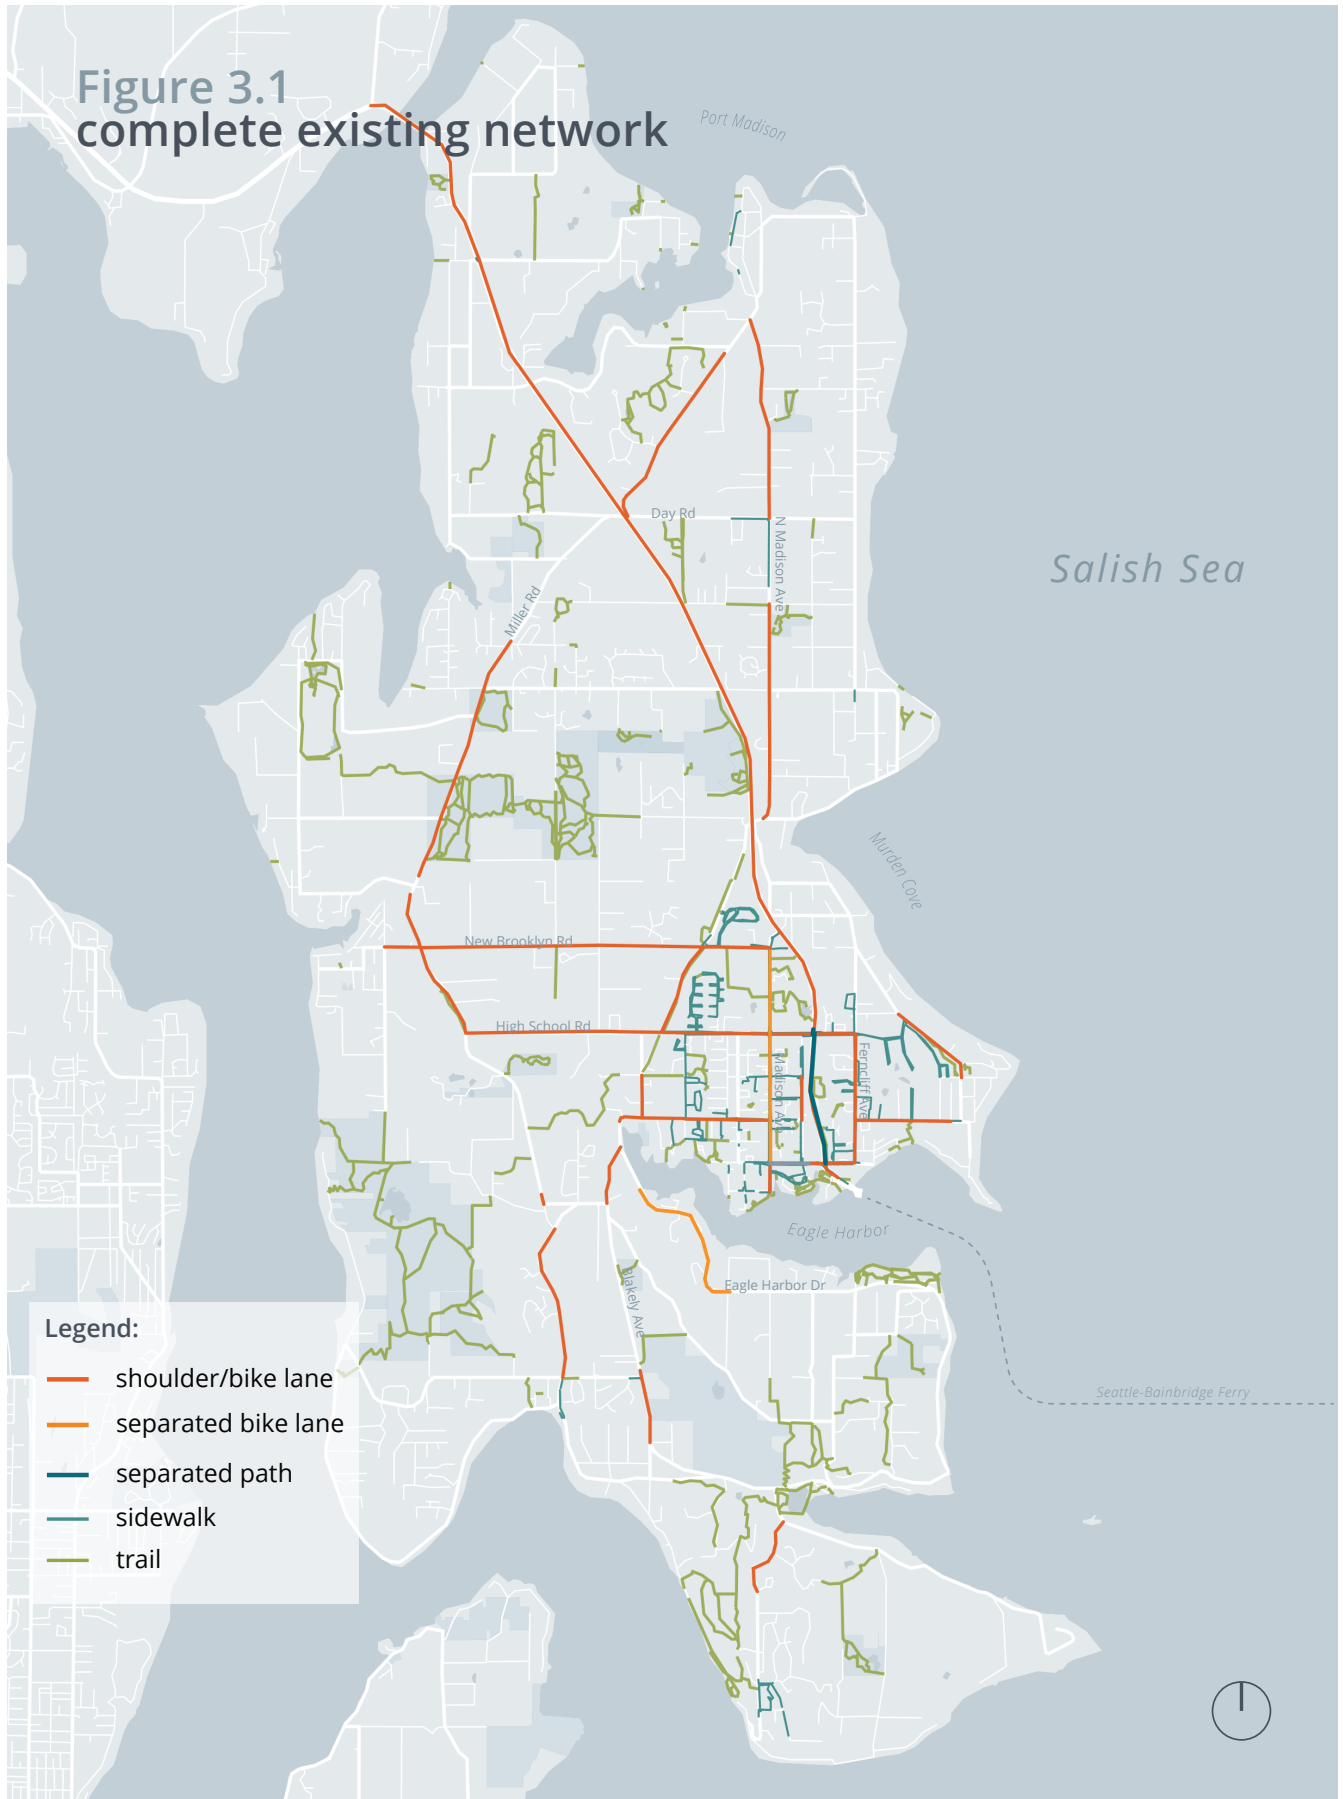 Figure 3.1
complete existing network
Port Madison
Day Rd
N Madison Ave
Salish Sea
Miller Rd
Murden Cove
New Brooklyn Rd
High School Rd
Madison Ave
Ferncliff Ave
Eagle Harbor
Eagle Harbor Dr
Blakely Ave
Seattle-Bainbridge Ferry
Legend:
shoulder/bike lane
separated bike lane
separated path
sidewalk
trail